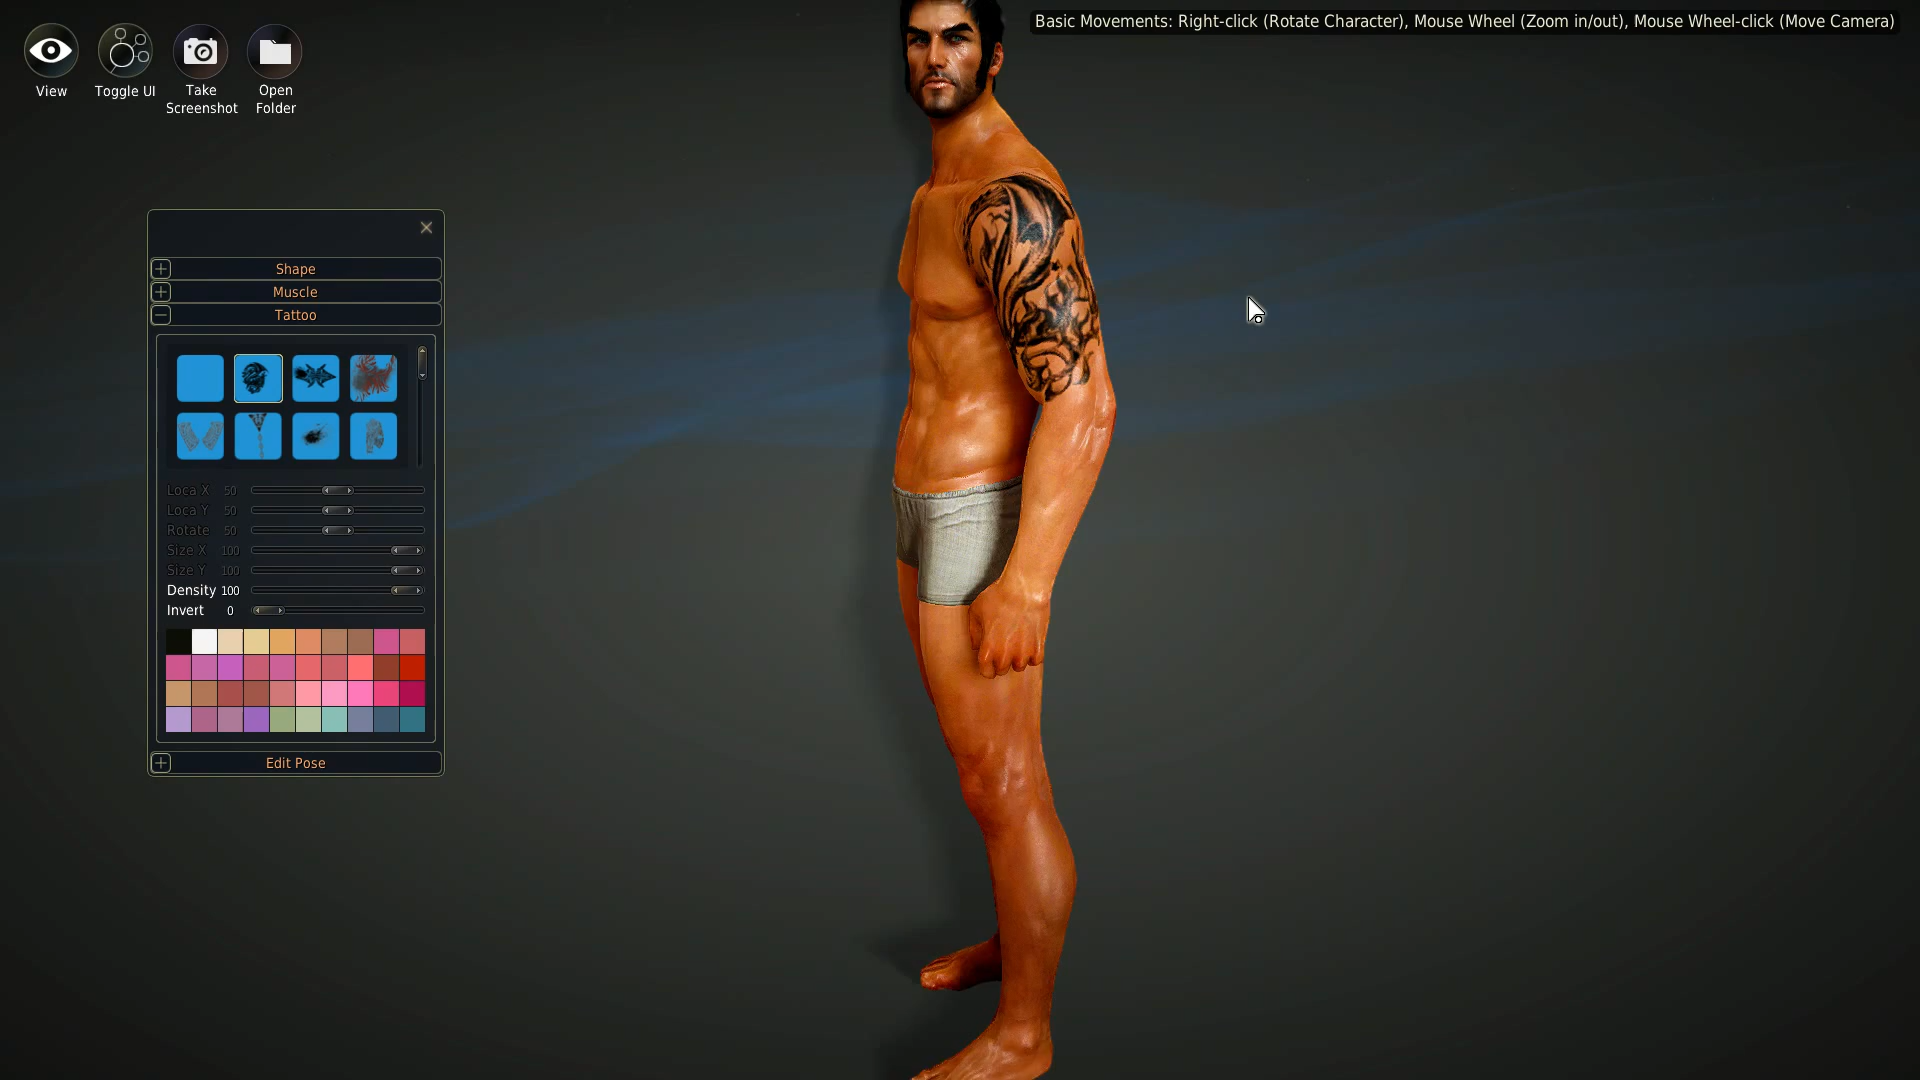 Basic Movements: Right-click (Rotate Character), Mouse Wheel (Zoom in/out), Mouse Wheel-click (Move Camera)
View
Toggle UI
Take
Screenshot
Open
Folder
Shape
Muscle
Tattoo
Loca X 50
Loca Y 50
Rotate 50
Size X 100
Size Y 100
Density 100
Invert 0
Edit Pose